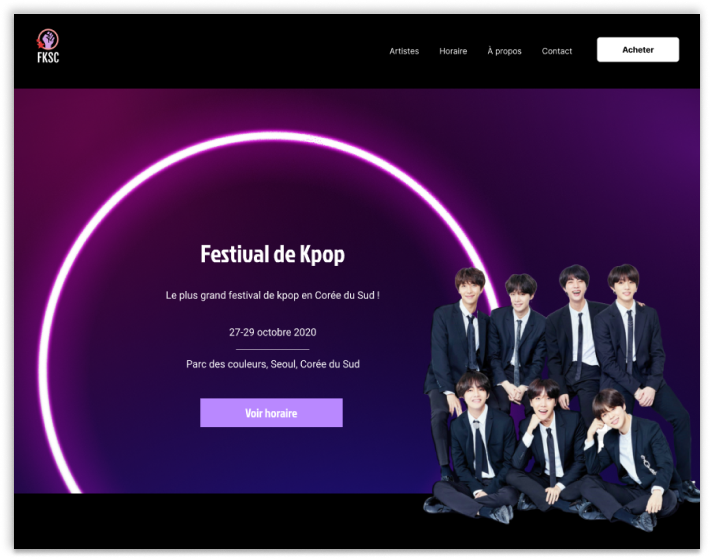 FKSC
Artistes
Horaire
À propos
Contact
Acheter
Festival de Kpop
Le plus grand festival de kpop en Corée du Sud !
27-29 octobre 2020
Parc des couleurs, Seoul, Corée du Sud
Voir horaire